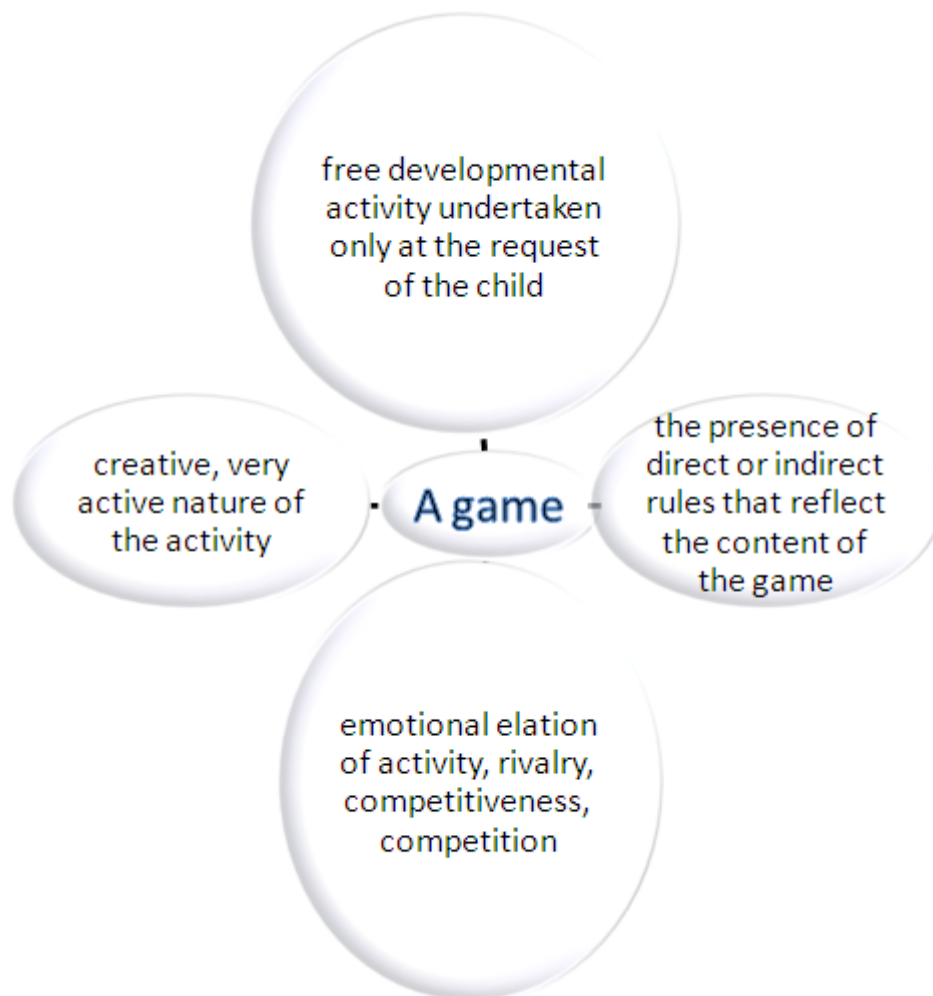 free developmental
activity undertaken
only at the request
of the child
creative, very
active nature of
the activity
A game
the presence of
direct or indirect
rules that reflect
the content of
the game
emotional elation
of activity, rivalry,
competitiveness,
competition